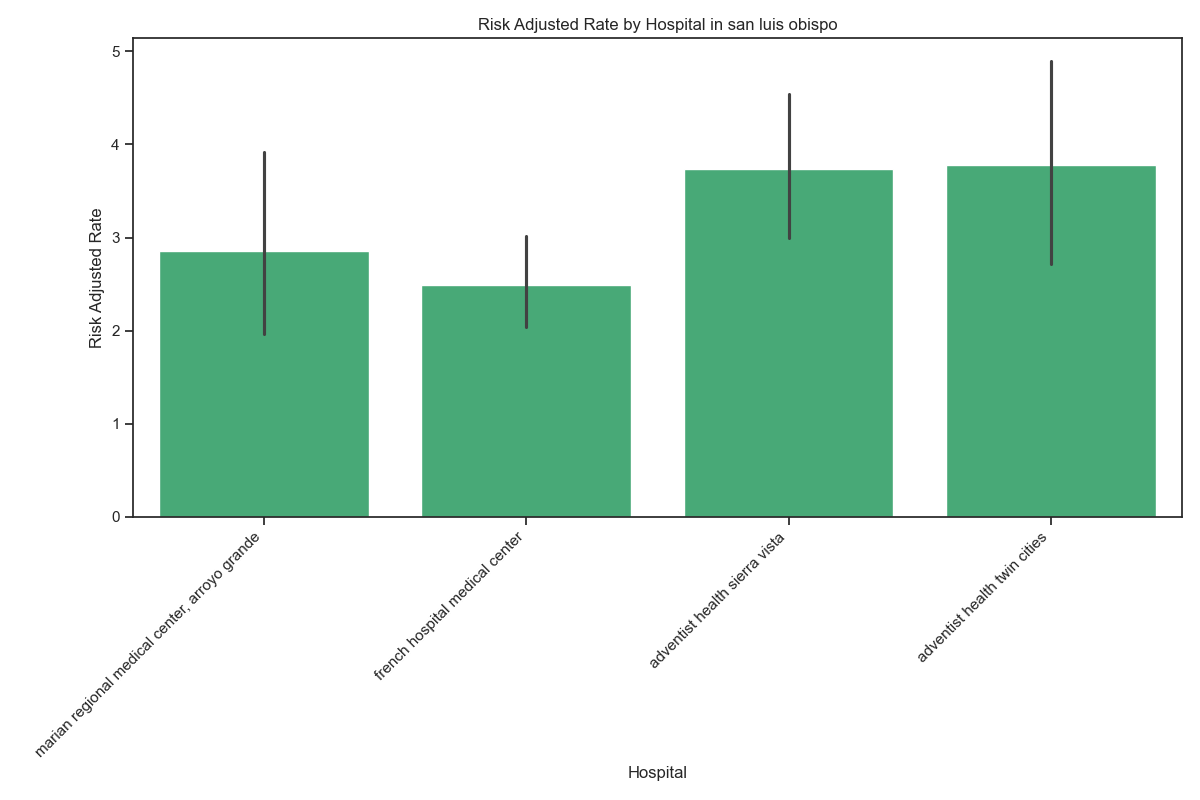 Risk Adjusted Rate by Hospital in san luis obispo
Risk Adjusted Rate
5
4
3
2
1
0
marian regional medical center, arroyo grande
french hospital medical center
adventist health sierra vista
adventist health twin cities
Hospital